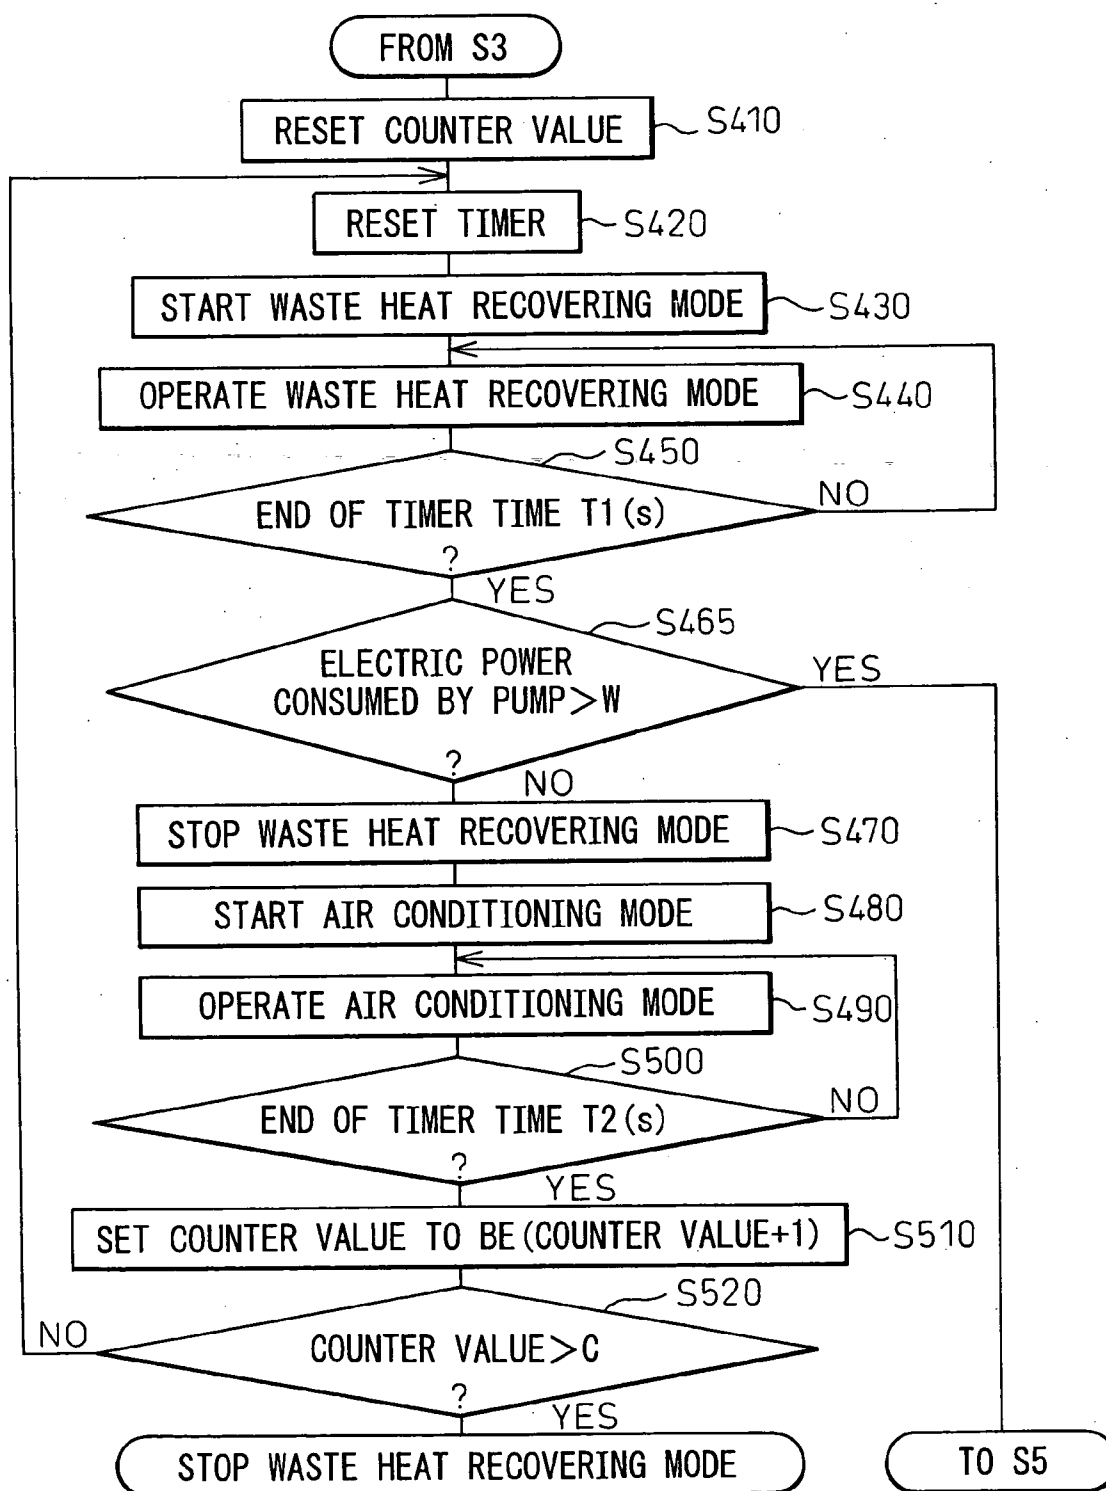 FROM S3
RESET COUNTER VALUE
S410
RESET TIMER
S420
START WASTE HEAT RECOVERING MODE
S430
OPERATE WASTE HEAT RECOVERING MODE
S440
S450
END OF TIMER TIME T1(s)
?
NO
YES
S465
ELECTRIC POWER
CONSUMED BY PUMP>W
?
YES
NO
STOP WASTE HEAT RECOVERING MODE
S470
START AIR CONDITIONING MODE
S480
OPERATE AIR CONDITIONING MODE
S490
S500
END OF TIMER TIME T2(s)
?
NO
YES
SET COUNTER VALUE TO BE(COUNTER VALUE+1)
S510
S520
NO
COUNTER VALUE>C
?
YES
STOP WASTE HEAT RECOVERING MODE
TO S5